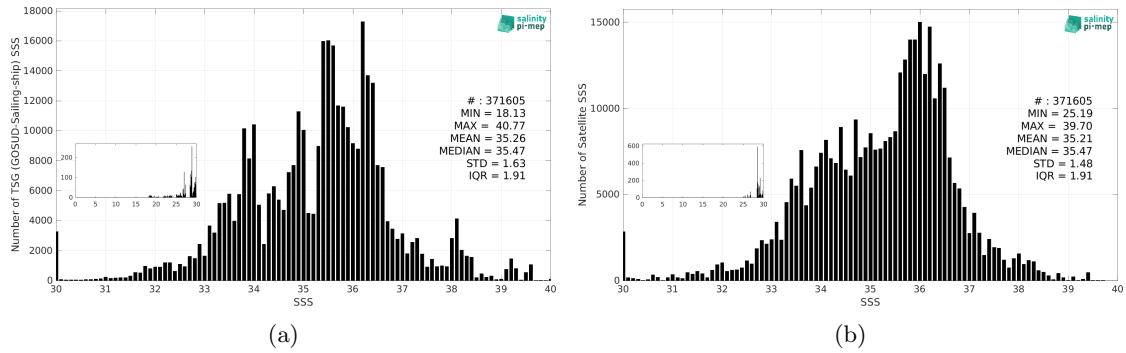 salinity
pi-mep
Number of TSG (GOSUD-Sailing-ship) SSS
18000
16000
14000
12000
10000
8000
6000
4000
2000
0
# : 371605
MIN = 18.13
MAX = 40.77
MEAN = 35.26
MEDIAN = 35.47
STD = 1.63
IQR = 1.91
200
100
0
0 5 10 15 20 25 30
30 31 32 33 34 35 36 37 38 39 40
SSS
(a)
salinity
pi-mep
Number of Satellite SSS
15000
10000
5000
0
# : 371605
MIN = 25.19
MAX = 39.70
MEAN = 35.21
MEDIAN = 35.47
STD = 1.48
IQR = 1.91
600
400
200
0
0 5 10 15 20 25 30
30 31 32 33 34 35 36 37 38 39 40
SSS
(b)